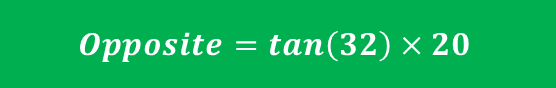 Opposite = tan(32) × 20